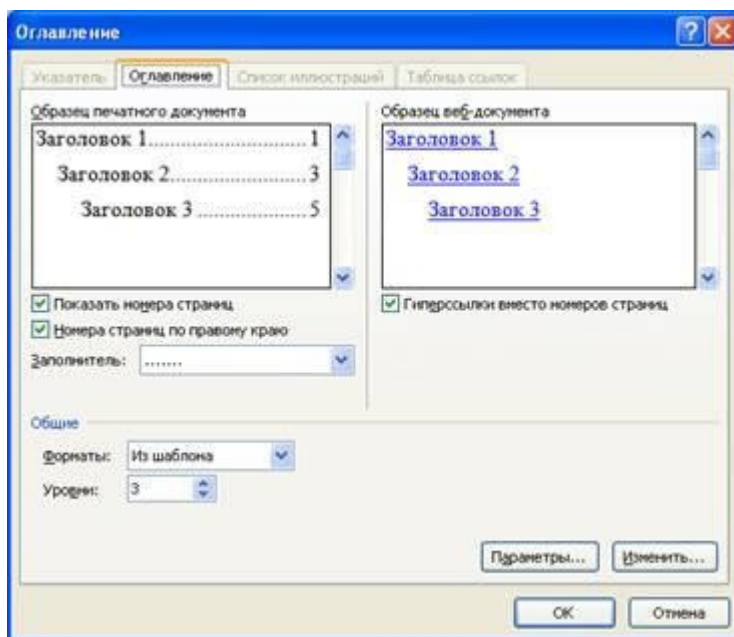 Оглавление
Указатель Оглавление Список иллюстраций Таблица ссылок
Образец печатного документа
Заголовок 1........................1
Заголовок 2....................3
Заголовок 3 ................5
Образец веб-документа
Заголовок 1
Заголовок 2
Заголовок 3
Показать номера страниц
Номера страниц по правому краю
Заполнитель: .......
Гиперссылки вместо номеров страниц
Общие
Форматы: Из шаблона
Уровни: 3
Параметры... Изменить...
ОК Отмена